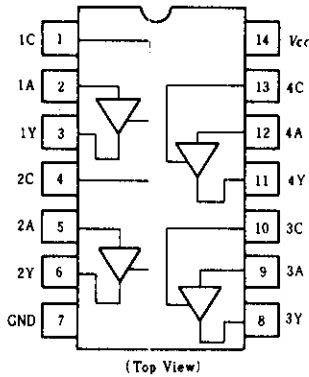 1C 1 14 Vcc
1A 2 13 4C
1Y 3 12 4A
2C 4 11 4Y
2A 5 10 3C
2Y 6 9 3A
GND 7 8 3Y
(Top View)